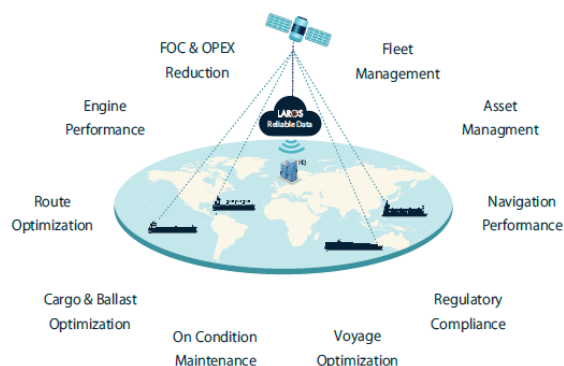 FOC & OPEX
Reduction
Fleet
Management
LAROS
Reliable Data
Engine
Performance
Asset
Managment
HQ
Route
Optimization
Navigation
Performance
Cargo & Ballast
Optimization
Regulatory
Compliance
On Condition
Maintenance
Voyage
Optimization